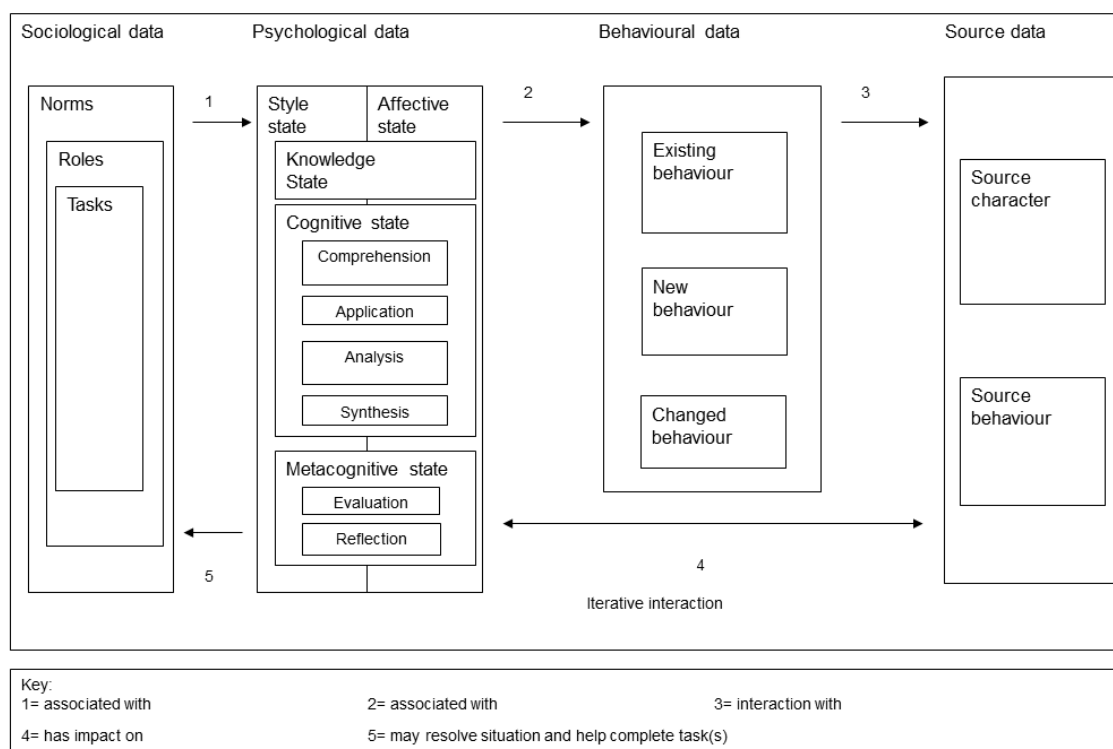 Sociological data
Psychological data
Behavioural data
Source data
Norms
Roles
Tasks
1
Style
state
Affective
state
Knowledge
State
Cognitive state
Comprehension
Application
Analysis
Synthesis
Metacognitive state
Evaluation
Reflection
2
Existing
behaviour
New
behaviour
Changed
behaviour
3
Source
character
Source
behaviour
4
Iterative interaction
5
Key:
1= associated with
2= associated with
3= interaction with
4= has impact on
5= may resolve situation and help complete task(s)